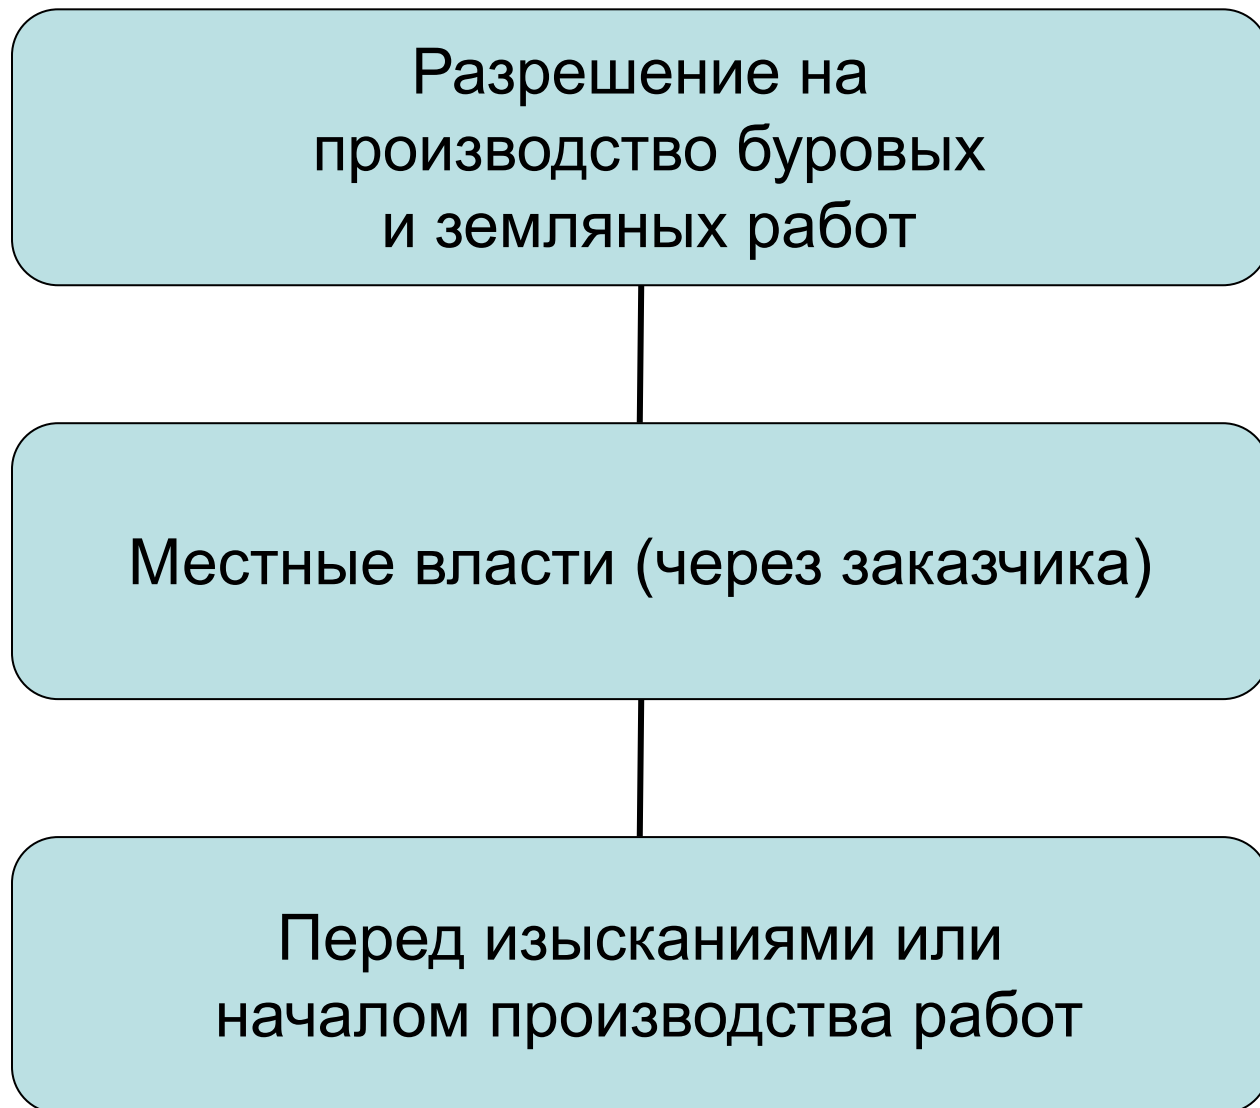 Разрешение на
производство буровых
и земляных работ
Местные власти (через заказчика)
Перед изысканиями или
началом производства работ